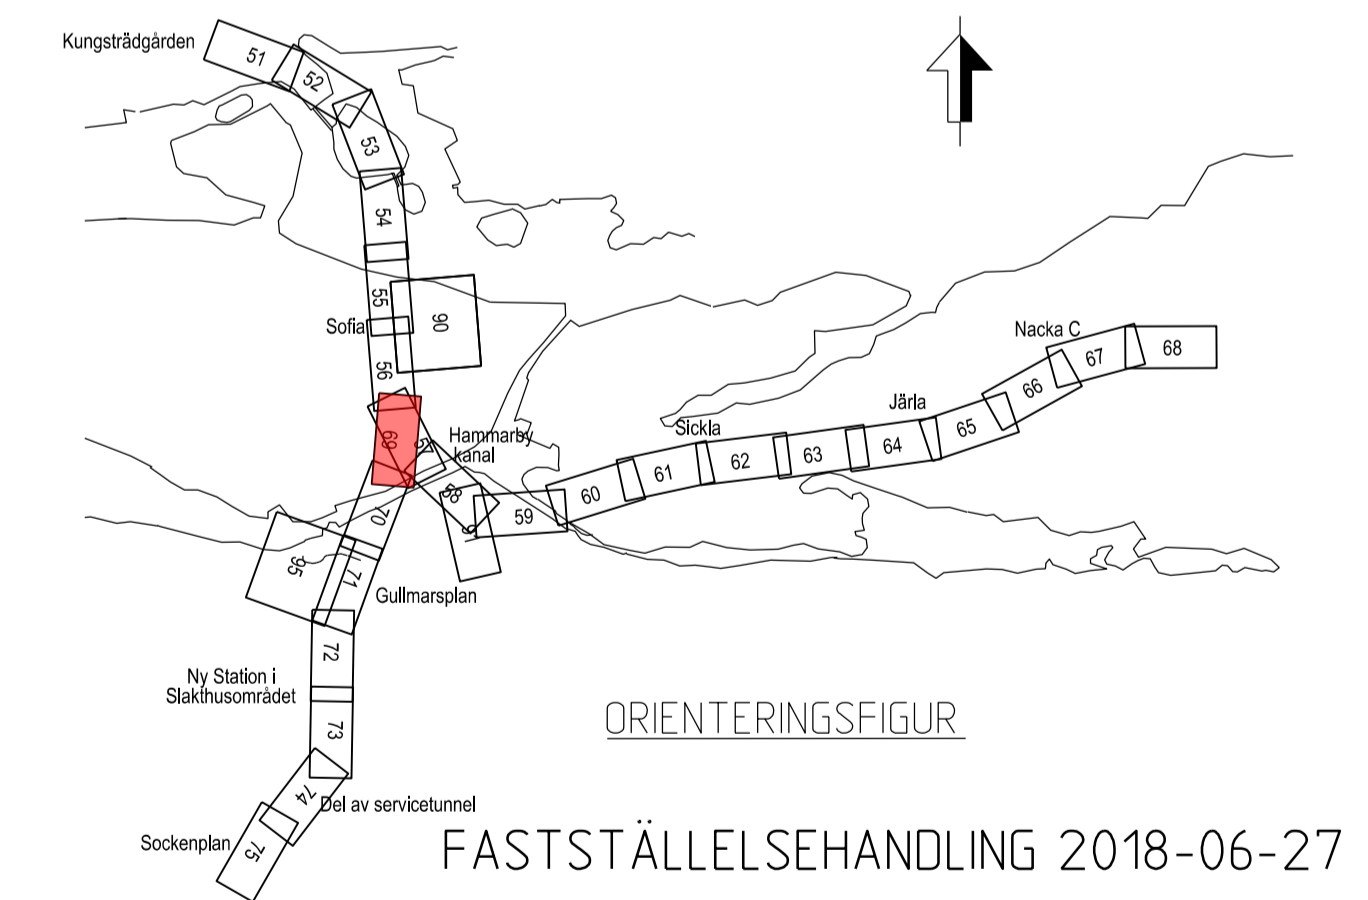 Kungsträdgården
51
52
53
54
55
Sofia
90
56
69
57
Hammarby
kanal
58
59
60
61
Sickla
62
63
64
Järla
65
66
67
Nacka C
68
70
95
71
Gullmarsplan
72
Ny Station i
Slakthusområdet
73
74
Del av servicetunnel
Sockenplan
75
ORIENTERINGSFIGUR
FASTSTÄLLELSEHANDLING 2018-06-27